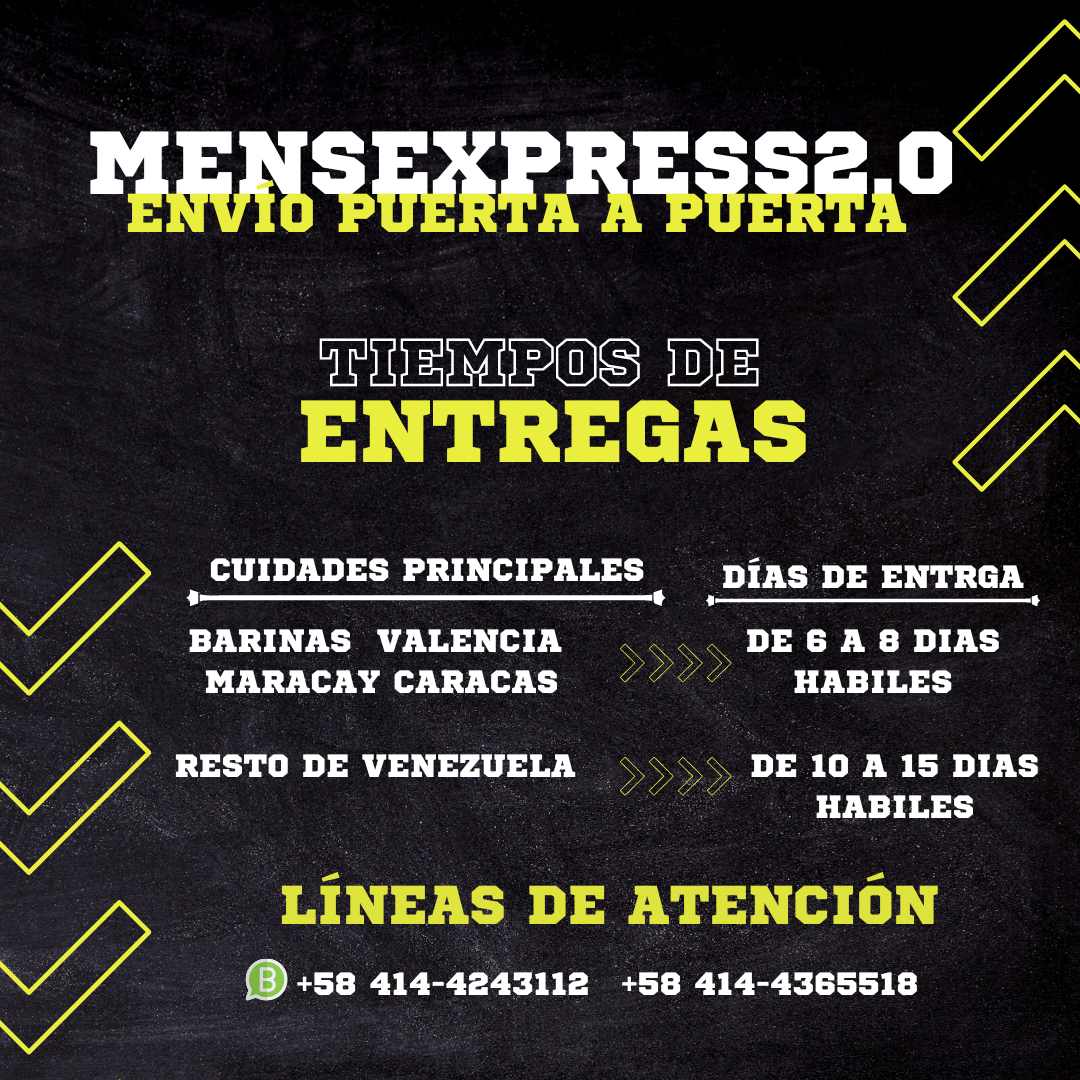 MENSEXPRESS2.0
ENVÍO PUERTA A PUERTA
TIEMPOS DE
ENTREGAS
CUIDADES PRINCIPALES
DÍAS DE ENTRGA
BARINAS VALENCIA
MARACAY CARACAS
DE 6 A 8 DIAS
HABILES
RESTO DE VENEZUELA
DE 10 A 15 DIAS
HABILES
LÍNEAS DE ATENCIÓN
B +58 414-4243112 +58 414-4365518